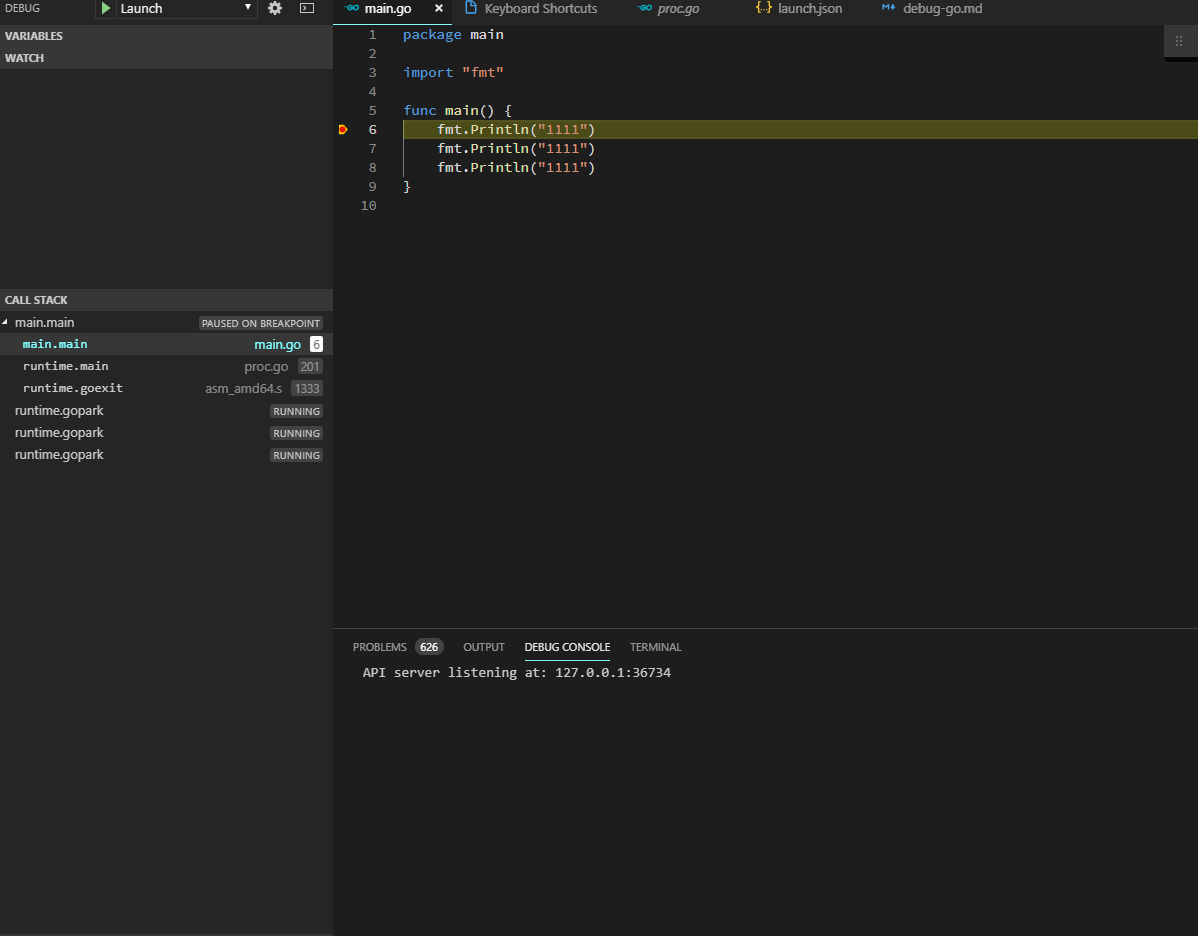 DEBUG Launch
VARIABLES
WATCH
CALL STACK
main.main PAUSED ON BREAKPOINT
main.main main.go 6
runtime.main proc.go 201
runtime.goexit asm_amd64.s 1333
runtime.gopark RUNNING
runtime.gopark RUNNING
runtime.gopark RUNNING
GO main.go × Keyboard Shortcuts GO proc.go {..} launch.json M debug-go.md
1 package main
2
3 import "fmt"
4
5 func main() {
6 fmt.Println("1111")
7 fmt.Println("1111")
8 fmt.Println("1111")
9 }
10
PROBLEMS 626 OUTPUT DEBUG CONSOLE TERMINAL
API server listening at: 127.0.0.1:36734